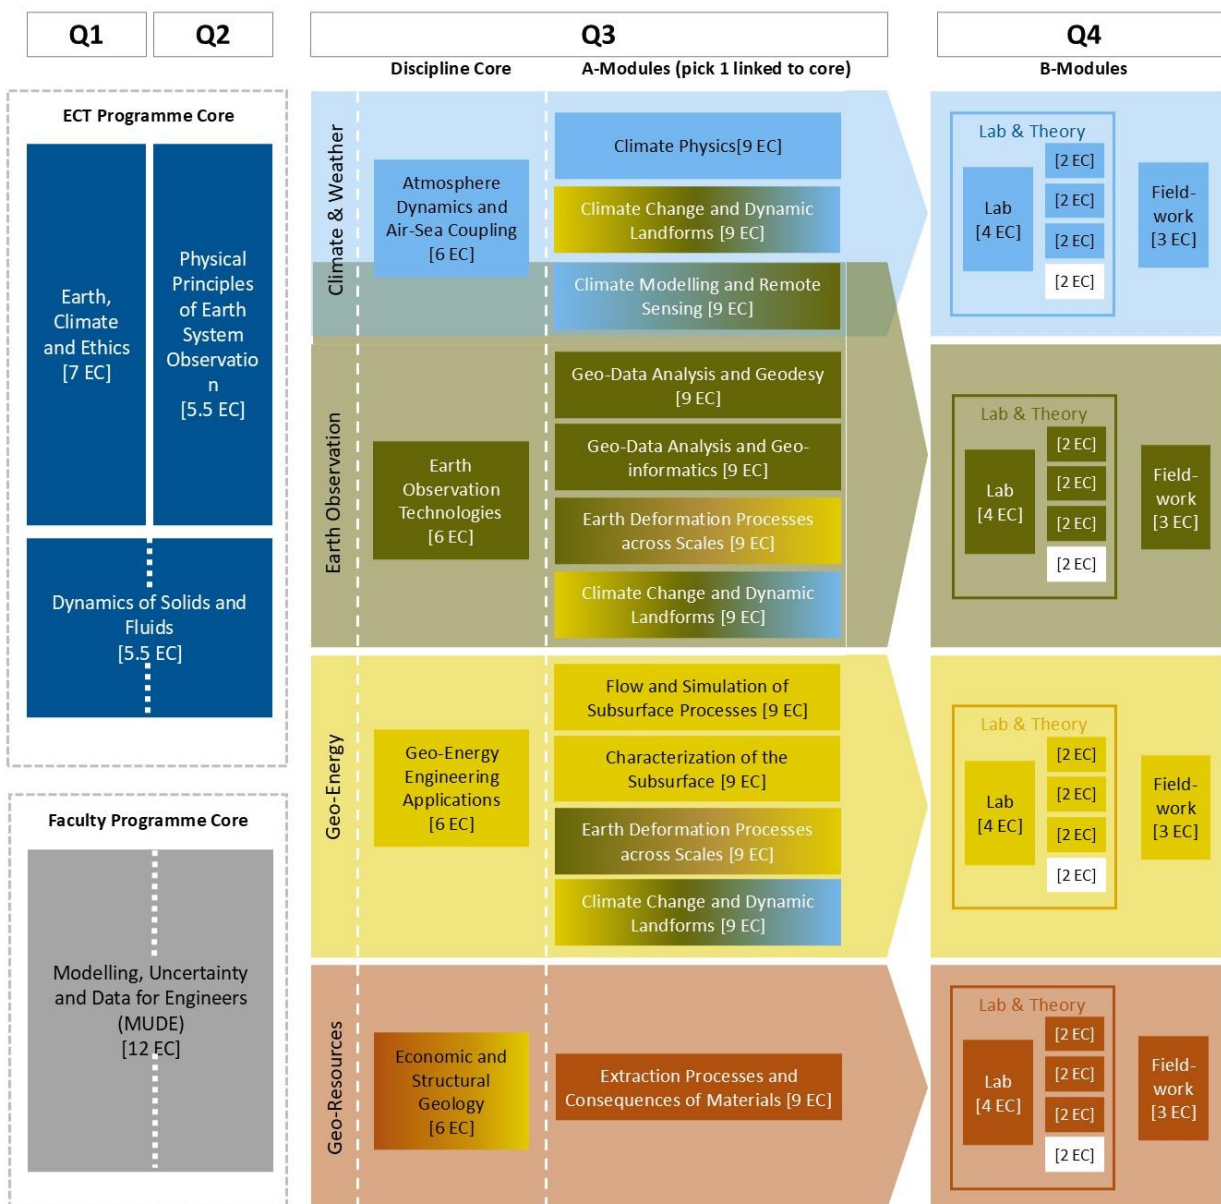 Q1
Q2
Q3
Q4
Discipline Core
A-Modules (pick 1 linked to core)
B-Modules
ECT Programme Core
Earth,
Climate
and Ethics
[7 EC]
Physical
Principles
of Earth
System
Observatio
n
[5.5 EC]
Dynamics of Solids and
Fluids
[5.5 EC]
Faculty Programme Core
Modelling, Uncertainty
and Data for Engineers
(MUDE)
[12 EC]
Climate & Weather
Atmosphere
Dynamics and
Air-Sea Coupling
[6 EC]
Climate Physics[9 EC]
Climate Change and Dynamic
Landforms [9 EC]
Climate Modelling and Remote
Sensing [9 EC]
Lab & Theory
Lab
[4 EC]
[2 EC]
[2 EC]
[2 EC]
[2 EC]
Field-
work
[3 EC]
Earth Observation
Earth
Observation
Technologies
[6 EC]
Geo-Data Analysis and Geodesy
[9 EC]
Geo-Data Analysis and Geo-
informatics [9 EC]
Earth Deformation Processes
across Scales [9 EC]
Climate Change and Dynamic
Landforms [9 EC]
Lab & Theory
Lab
[4 EC]
[2 EC]
[2 EC]
[2 EC]
[2 EC]
Field-
work
[3 EC]
Geo-Energy
Geo-Energy
Engineering
Applications
[6 EC]
Flow and Simulation of
Subsurface Processes [9 EC]
Characterization of the
Subsurface [9 EC]
Earth Deformation Processes
across Scales [9 EC]
Climate Change and Dynamic
Landforms [9 EC]
Lab & Theory
Lab
[4 EC]
[2 EC]
[2 EC]
[2 EC]
[2 EC]
Field-
work
[3 EC]
Geo-Resources
Economic and
Structural
Geology
[6 EC]
Extraction Processes and
Consequences of Materials [9 EC]
Lab & Theory
Lab
[4 EC]
[2 EC]
[2 EC]
[2 EC]
[2 EC]
Field-
work
[3 EC]